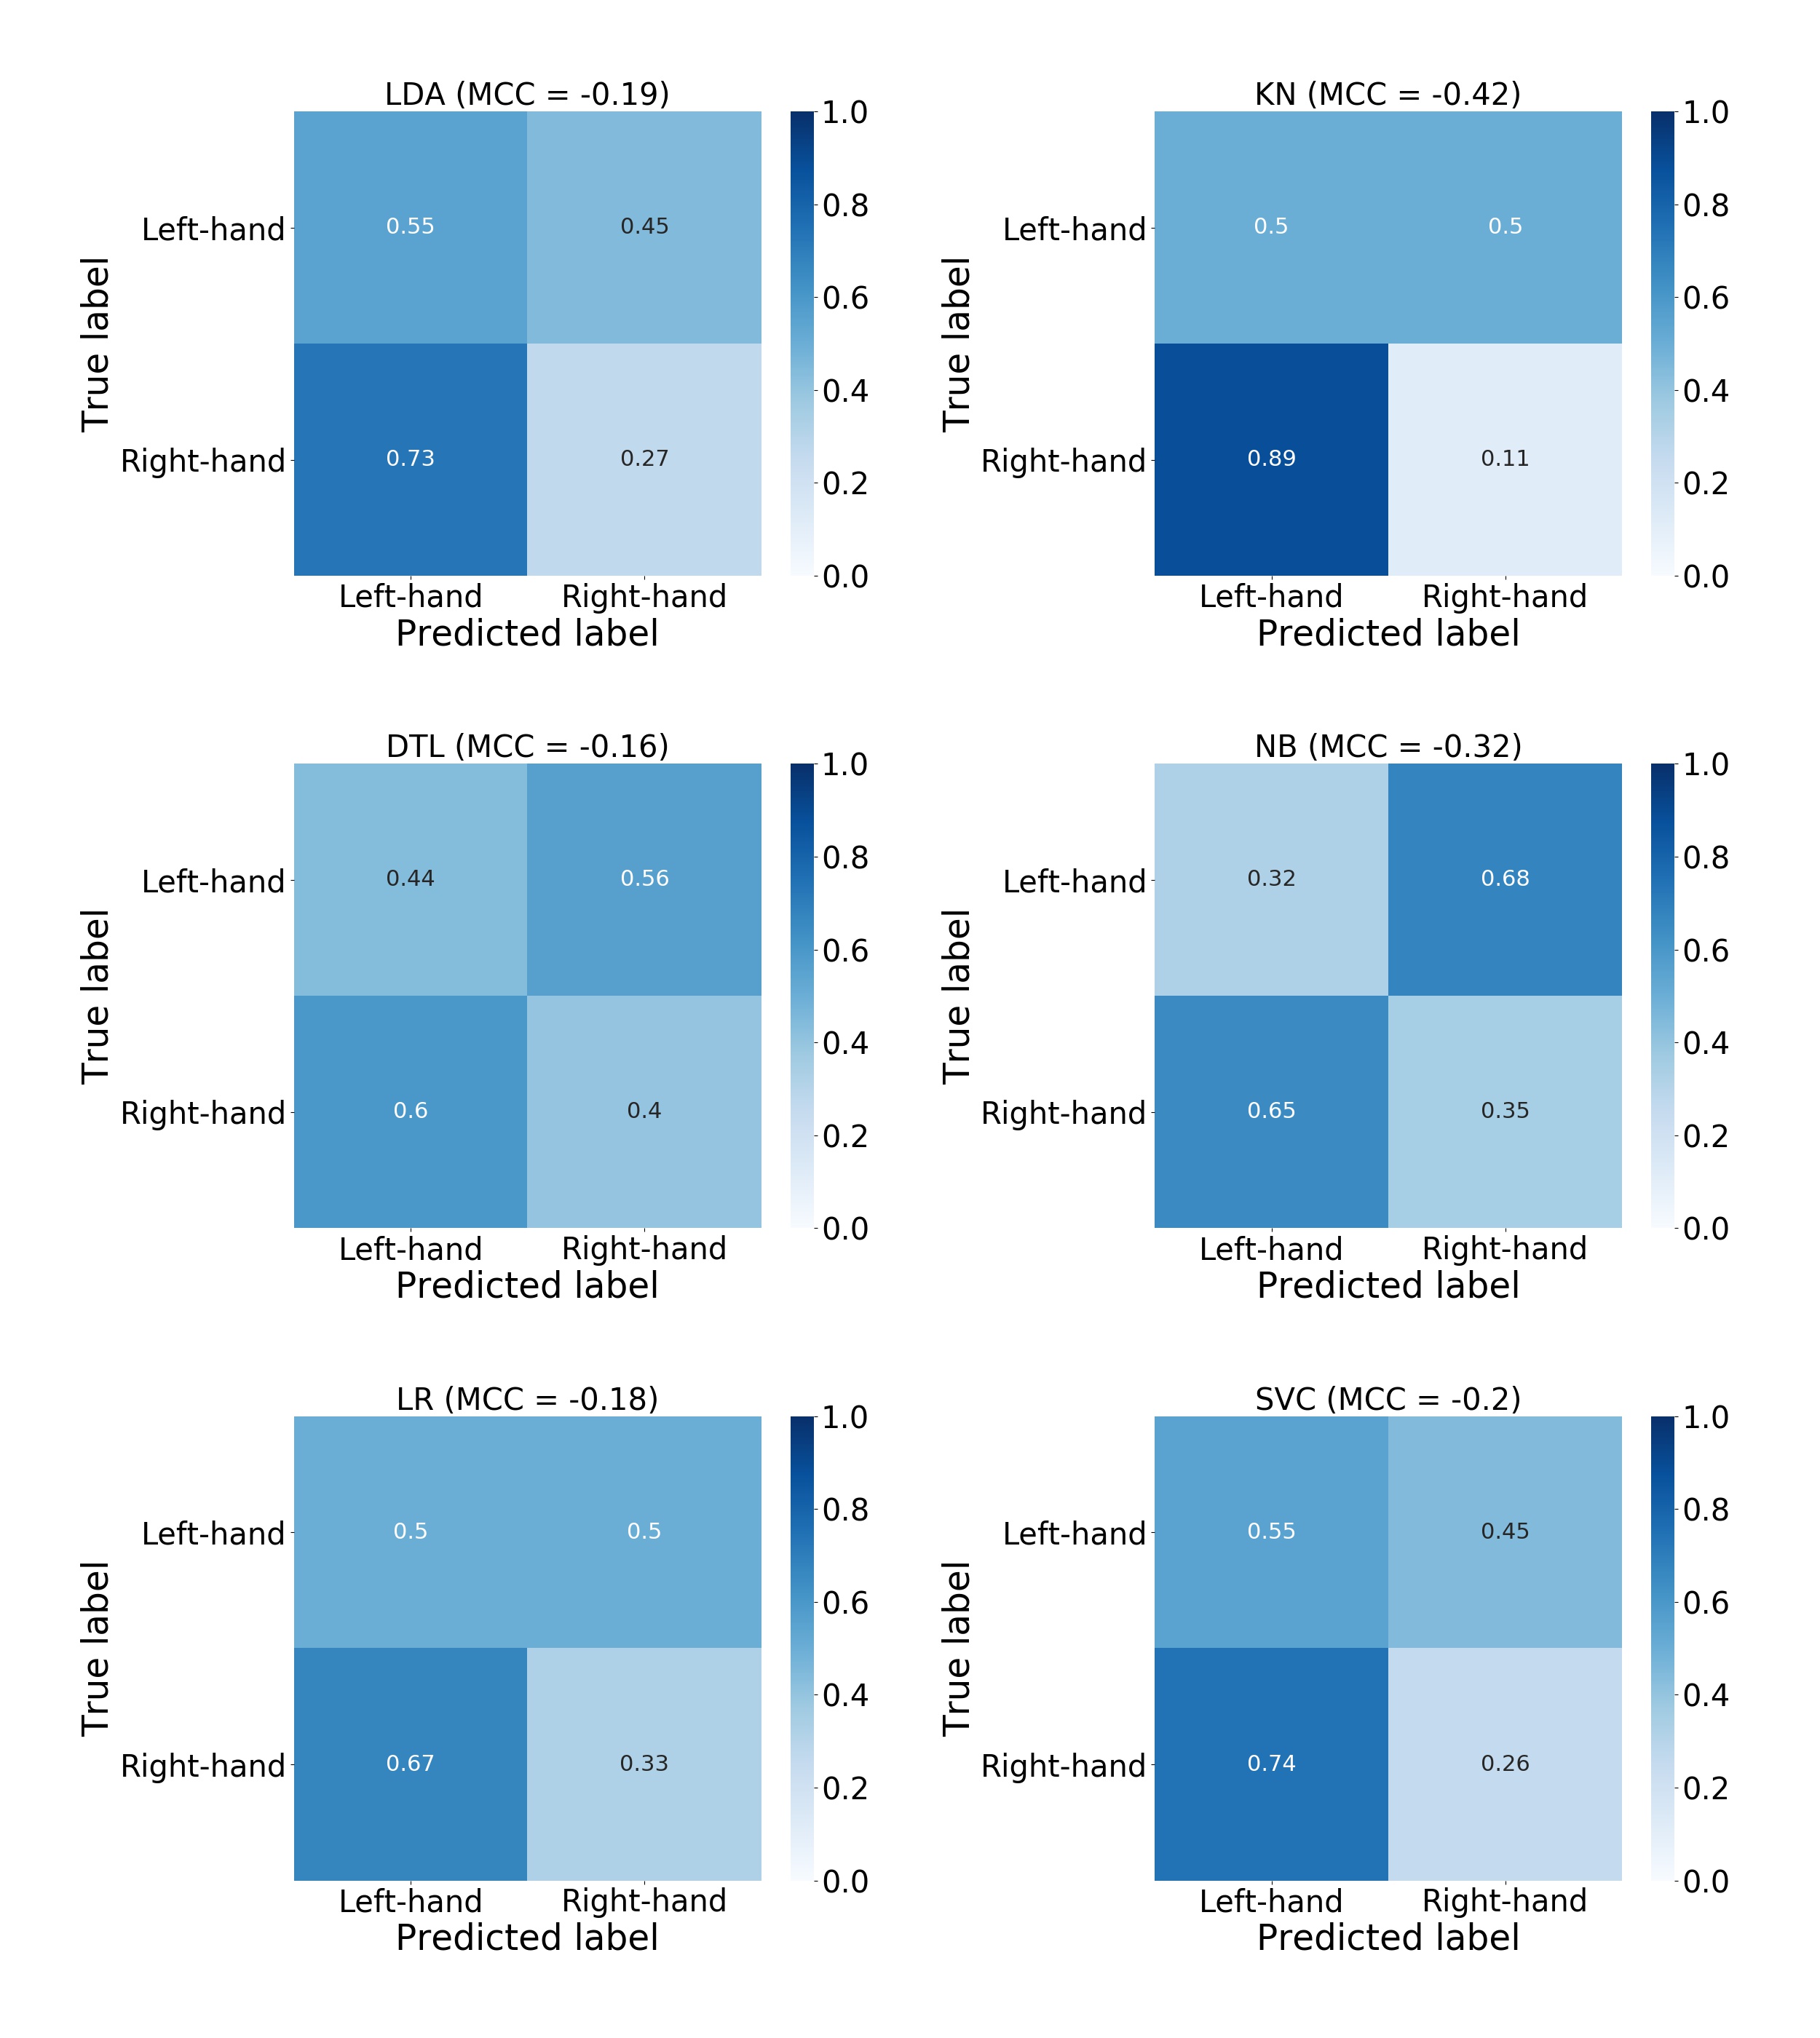 LDA (MCC = -0.19)
True label
Left-hand
0.55 0.45
Right-hand
0.73 0.27
Left-hand Right-hand
Predicted label
1.0
0.8
0.6
0.4
0.2
0.0
KN (MCC = -0.42)
True label
Left-hand
0.5 0.5
Right-hand
0.89 0.11
Left-hand Right-hand
Predicted label
1.0
0.8
0.6
0.4
0.2
0.0
DTL (MCC = -0.16)
True label
Left-hand
0.44 0.56
Right-hand
0.6 0.4
Left-hand Right-hand
Predicted label
1.0
0.8
0.6
0.4
0.2
0.0
NB (MCC = -0.32)
True label
Left-hand
0.32 0.68
Right-hand
0.65 0.35
Left-hand Right-hand
Predicted label
1.0
0.8
0.6
0.4
0.2
0.0
LR (MCC = -0.18)
True label
Left-hand
0.5 0.5
Right-hand
0.67 0.33
Left-hand Right-hand
Predicted label
1.0
0.8
0.6
0.4
0.2
0.0
SVC (MCC = -0.2)
True label
Left-hand
0.55 0.45
Right-hand
0.74 0.26
Left-hand Right-hand
Predicted label
1.0
0.8
0.6
0.4
0.2
0.0